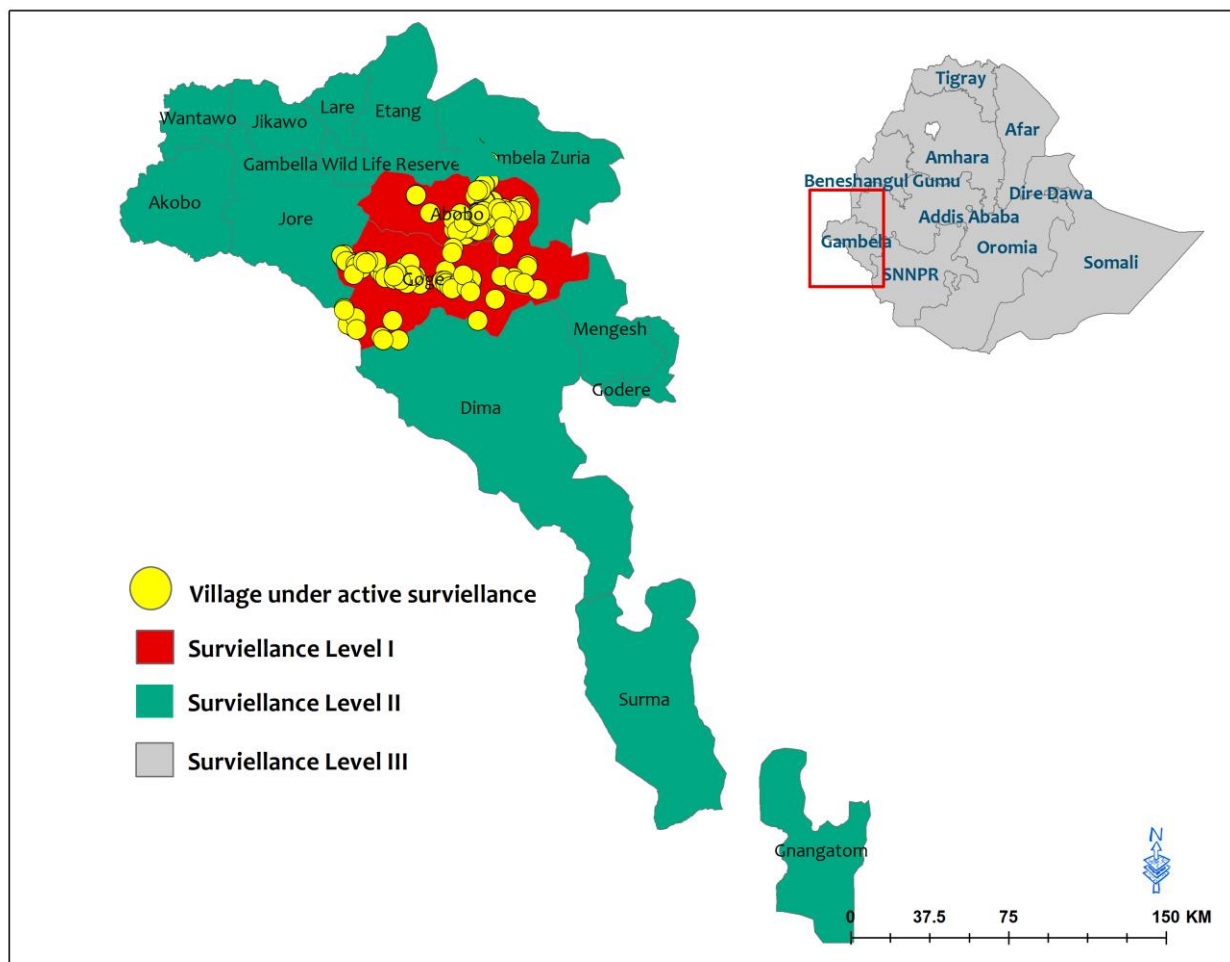 Tigray
Afar
Amhara
Beneshangul Gumu
Dire Dawa
Addis Ababa
Gambela
Oromia
SNNPR
Somali
Wantawo
Jikawo
Lare
Etang
Gambella Wild Life Reserve
mbela Zuria
Akobo
Jore
Abobo
Goge
Mengesh
Godere
Dima
Surma
Gnangatom
Village under active surviellance
Surviellance Level I
Surviellance Level II
Surviellance Level III
N
0 37.5 75 150 KM